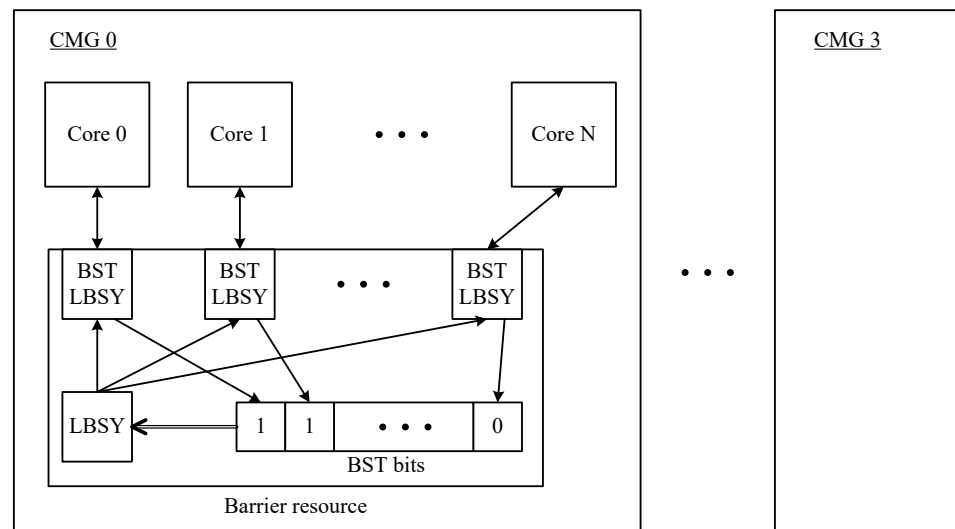 CMG 0
CMG 3
Core 0
Core 1
• • •
Core N
BST
LBSY
BST
LBSY
• • •
BST
LBSY
• • •
LBSY
1
1
• • •
0
BST bits
Barrier resource